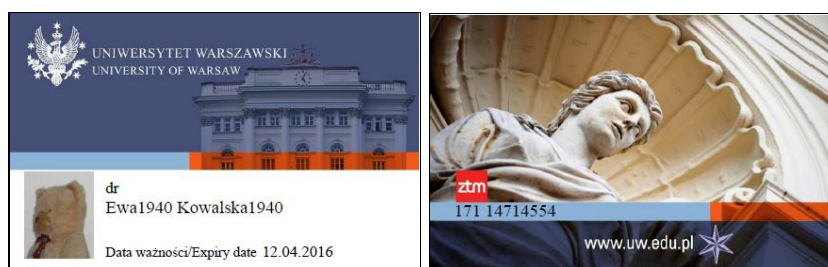 UNIWERSYTET WARSZAWSKI
UNIVERSITY OF WARSAW
dr
Ewa1940 Kowalska1940
Data ważności/Expiry date 12.04.2016
ztm
171 14714554
www.uw.edu.pl